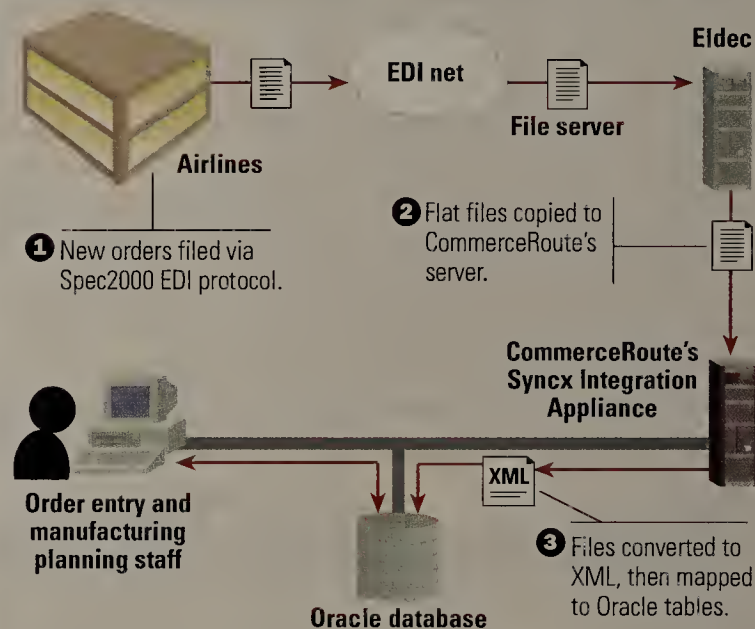 EDI net
Eldec
File server
Airlines
1 New orders filed via
Spec2000 EDI protocol.
2 Flat files copied to
CommerceRoute's
server.
CommerceRoute's
Syncx Integration
Appliance
XML
Order entry and
manufacturing
planning staff
3 Files converted to
XML, then mapped
to Oracle tables.
Oracle database